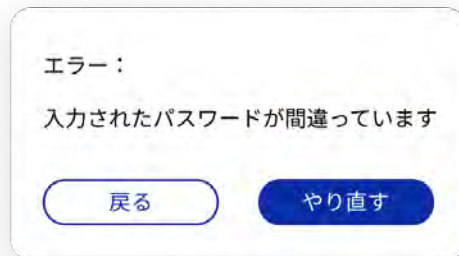 エラー：
入力されたパスワードが間違っています
戻る
やり直す